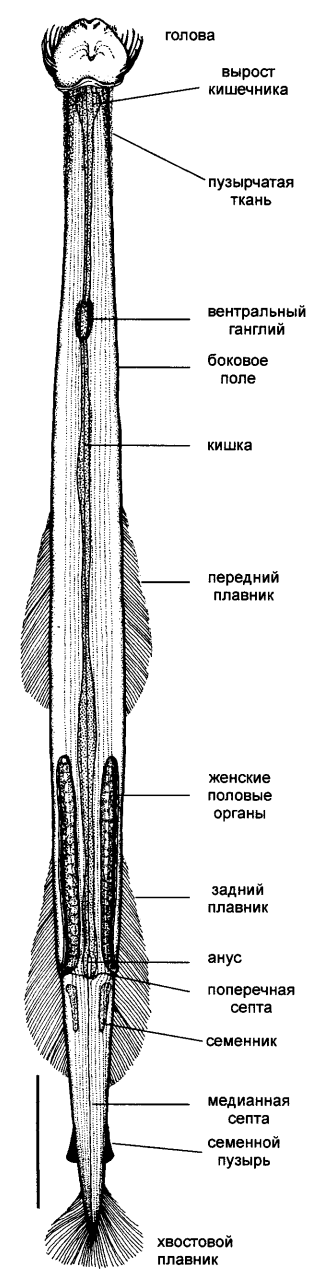 голова
вырост
кишечника
пузырчатая
ткань
вентральный
ганглий
боковое
поле
кишка
передний
плавник
женские
половые
органы
задний
плавник
анус
поперечная
септа
семенник
медианная
септа
семенной
пузырь
хвостовой
плавник